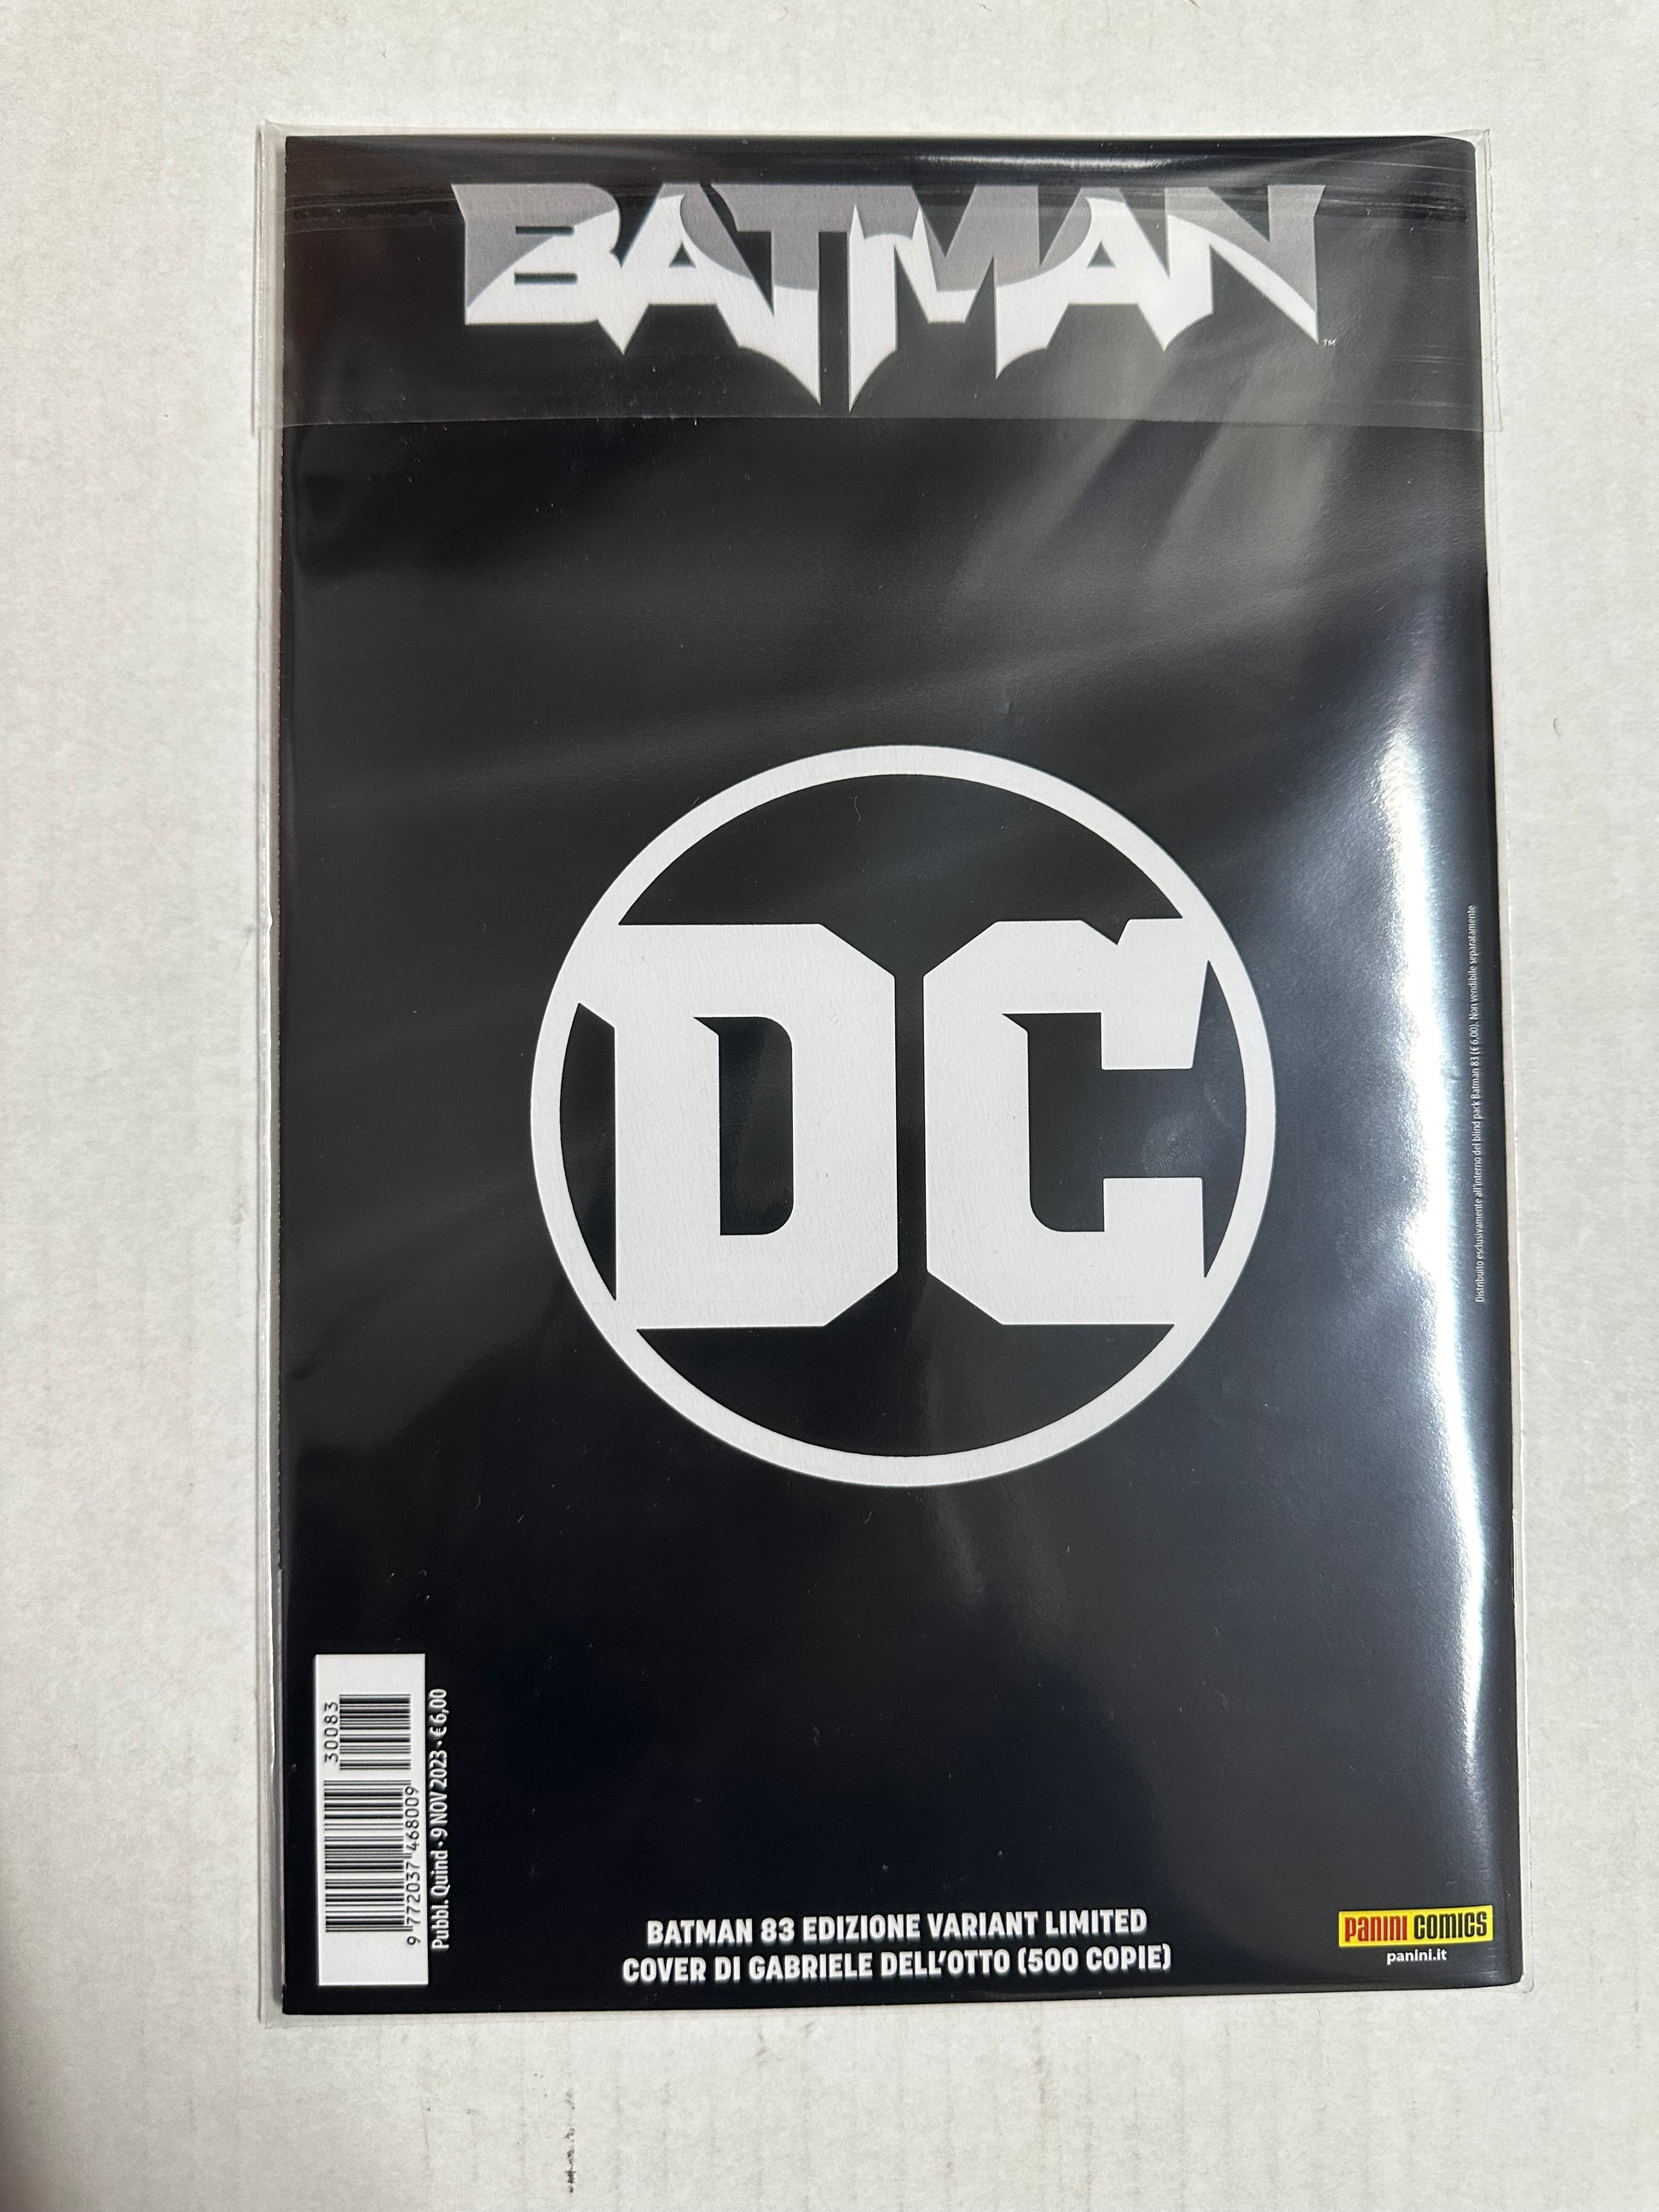 BATMAN
TM
DC
Distribuito esclusivamente all'interno del blind pack Batman 83 (€ 6,00). Non vendibile separatamente
30083
9 772037 468009
Pubbl. Quind • 9 NOV 2023 • € 6,00
BATMAN 83 EDIZIONE VARIANT LIMITED
COVER DI GABRIELE DELL'OTTO (500 COPIE)
PANINI COMICS
panini.it